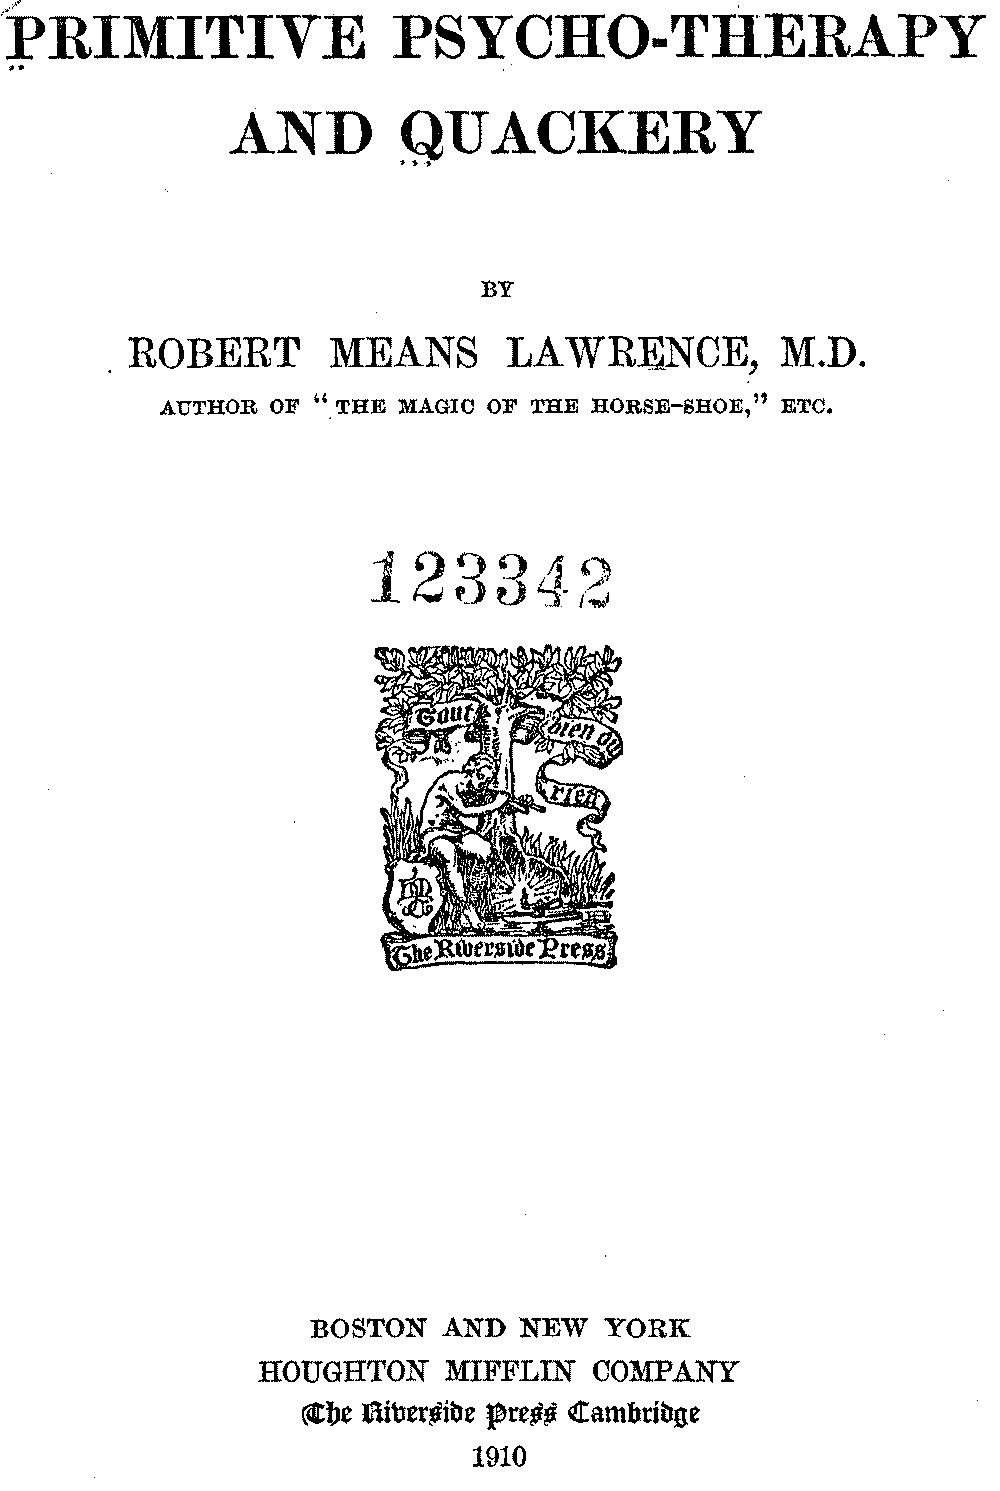 PRIMITIVE PSYCHO-THERAPY
AND QUACKERY
BY
ROBERT MEANS LAWRENCE, M.D.
AUTHOR OF "THE MAGIC OF THE HORSE-SHOE," ETC.
123342
Tout
bien ou
rien
The Riverside Press
BOSTON AND NEW YORK
HOUGHTON MIFFLIN COMPANY
The Riverside Press Cambridge
1910